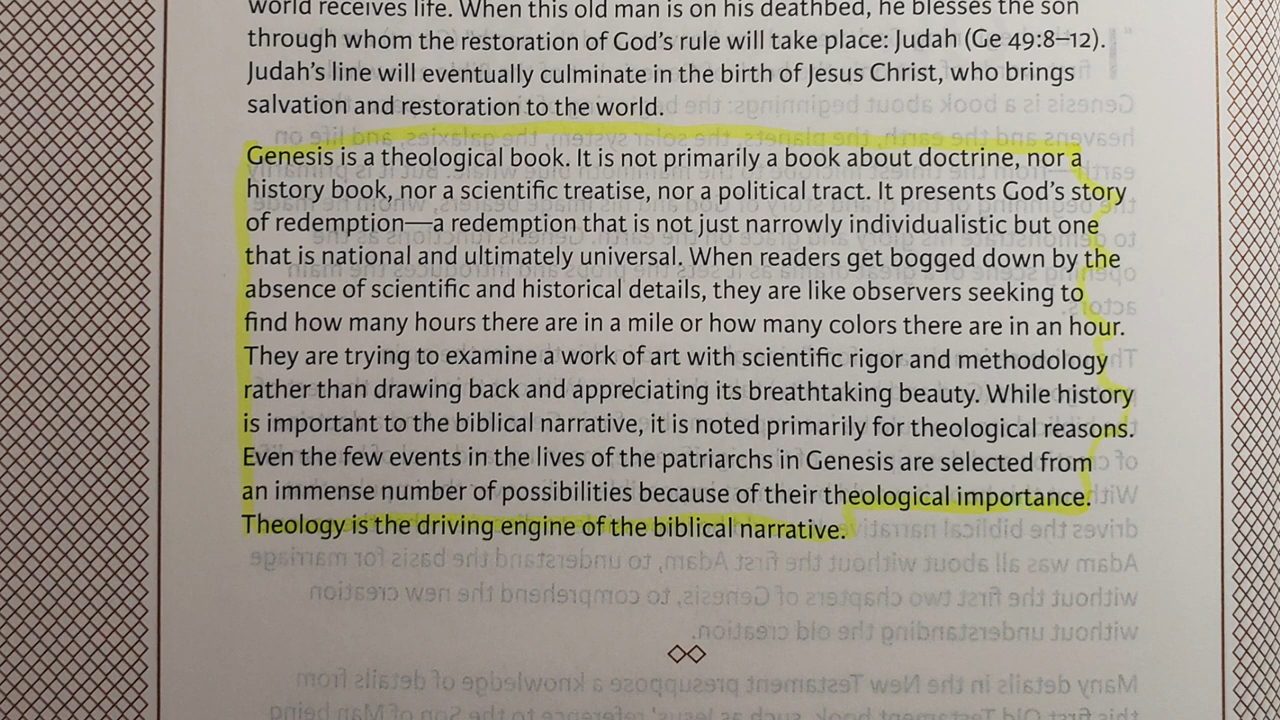 world receives life. When this old man is on his deathbed, he blesses the son
through whom the restoration of God's rule will take place: Judah (Ge 49:8–12).
Judah's line will eventually culminate in the birth of Jesus Christ, who brings
salvation and restoration to the world.
Genesis is a theological book. It is not primarily a book about doctrine, nor a
history book, nor a scientific treatise, nor a political tract. It presents God's story
of redemption—a redemption that is not just narrowly individualistic but one
that is national and ultimately universal. When readers get bogged down by the
absence of scientific and historical details, they are like observers seeking to
find how many hours there are in a mile or how many colors there are in an hour.
They are trying to examine a work of art with scientific rigor and methodology
rather than drawing back and appreciating its breathtaking beauty. While history
is important to the biblical narrative, it is noted primarily for theological reasons.
Even the few events in the lives of the patriarchs in Genesis are selected from
an immense number of possibilities because of their theological importance.
Theology is the driving engine of the biblical narrative.